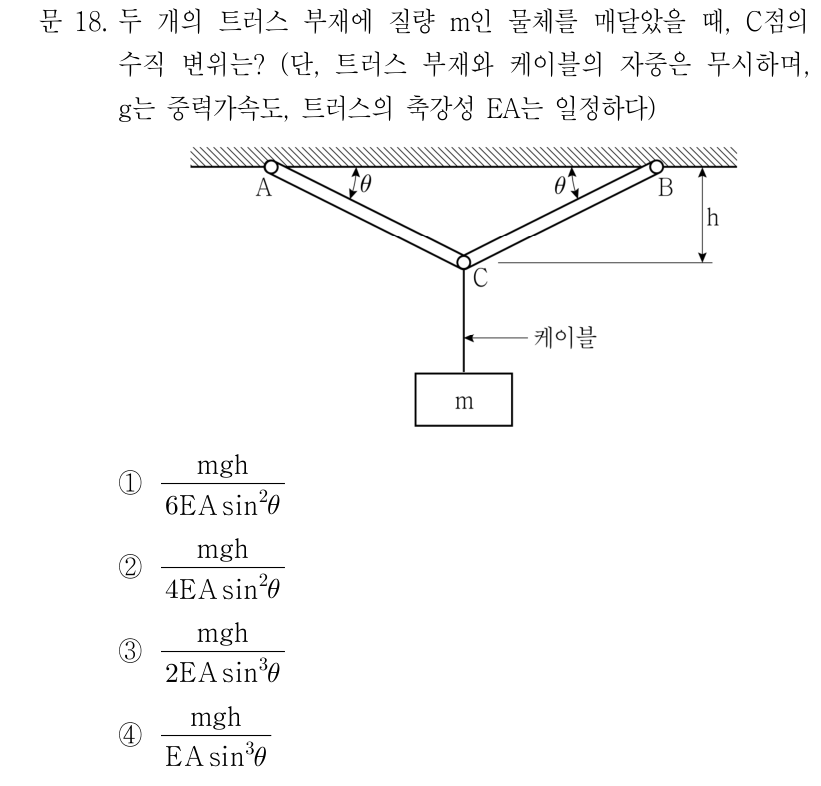 문 18. 두 개의 트러스 부재에 질량 m인 물체를 매달았을 때, C점의
수직 변위는? (단, 트러스 부재와 케이블의 자중은 무시하며,
g는 중력가속도, 트러스의 축강성 EA는 일정하다)
A θ θ B
h
C
케이블
m
① mgh / 6EA sin²θ
② mgh / 4EA sin²θ
③ mgh / 2EA sin³θ
④ mgh / EA sin³θ